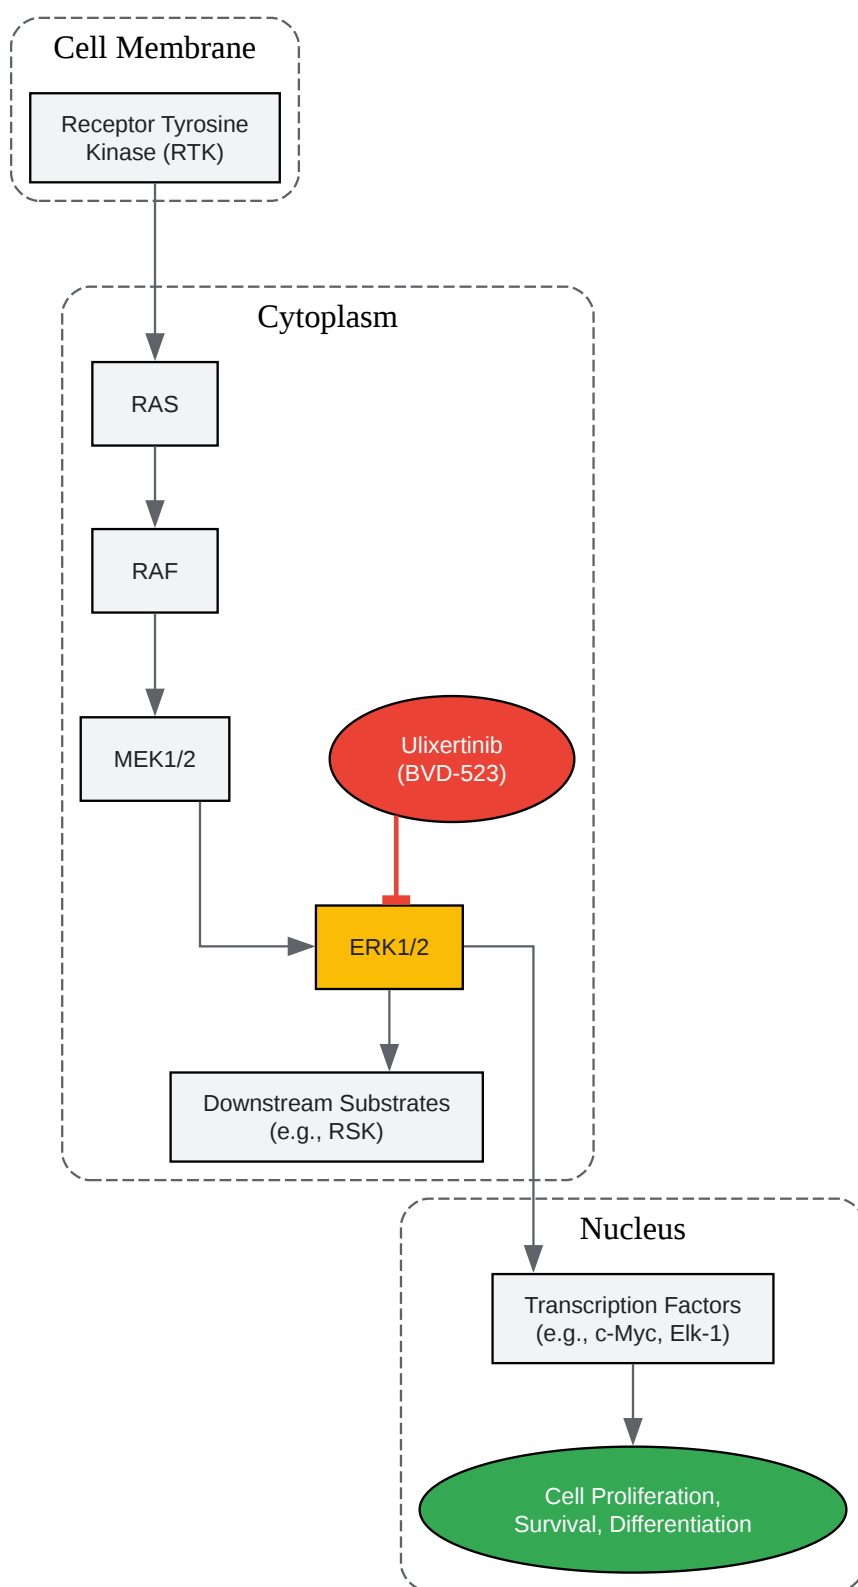 Cell Membrane
Receptor Tyrosine
Kinase (RTK)
Cytoplasm
RAS
RAF
MEK1/2
Ulixertinib
(BVD-523)
ERK1/2
Downstream Substrates
(e.g., RSK)
Nucleus
Transcription Factors
(e.g., c-Myc, Elk-1)
Cell Proliferation,
Survival, Differentiation